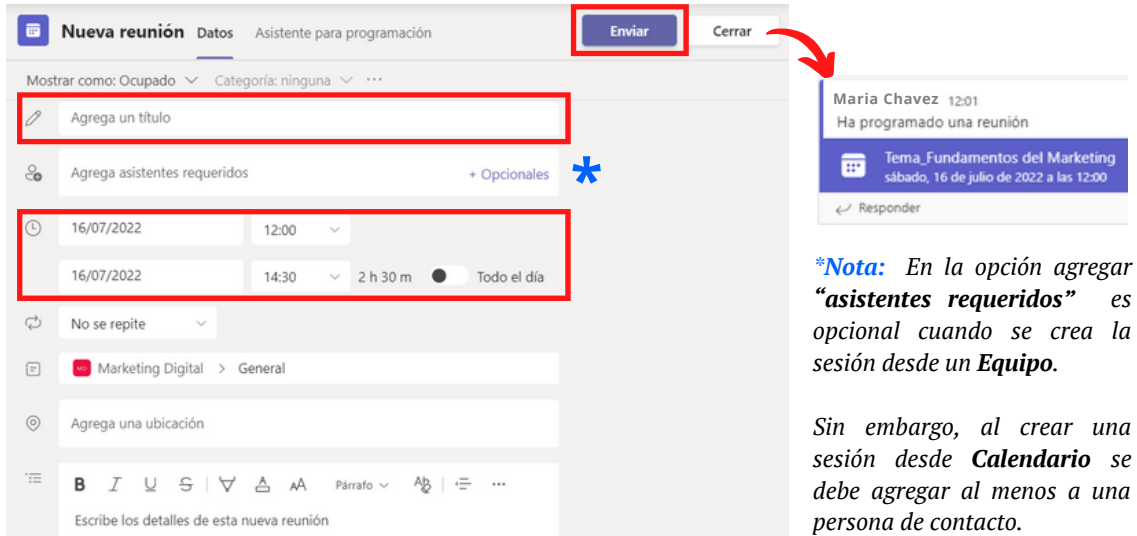 Nueva reunión Datos Asistente para programación Enviar Cerrar
Mostrar como: Ocupado Categoría: ninguna ...
Agrega un título
Agrega asistentes requeridos + Opcionales *
16/07/2022 12:00
16/07/2022 14:30 2 h 30 m Todo el día
No se repite
MD Marketing Digital > General
Agrega una ubicación
B I U S A AA Párrafo Ab ...
Escribe los detalles de esta nueva reunión
Maria Chavez 12:01
Ha programado una reunión
Tema_Fundamentos del Marketing
sábado, 16 de julio de 2022 a las 12:00
Responder
*Nota: En la opción agregar
“asistentes requeridos” es
opcional cuando se crea la
sesión desde un Equipo.
Sin embargo, al crear una
sesión desde Calendario se
debe agregar al menos a una
persona de contacto.